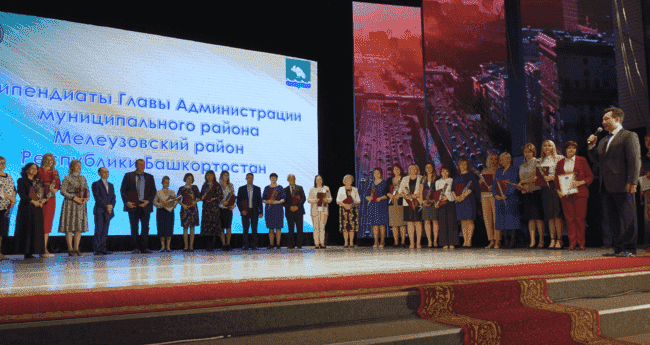 ипендиаты Главы Администрации
муниципального района
Мелеузовский район
Республики Башкортостан